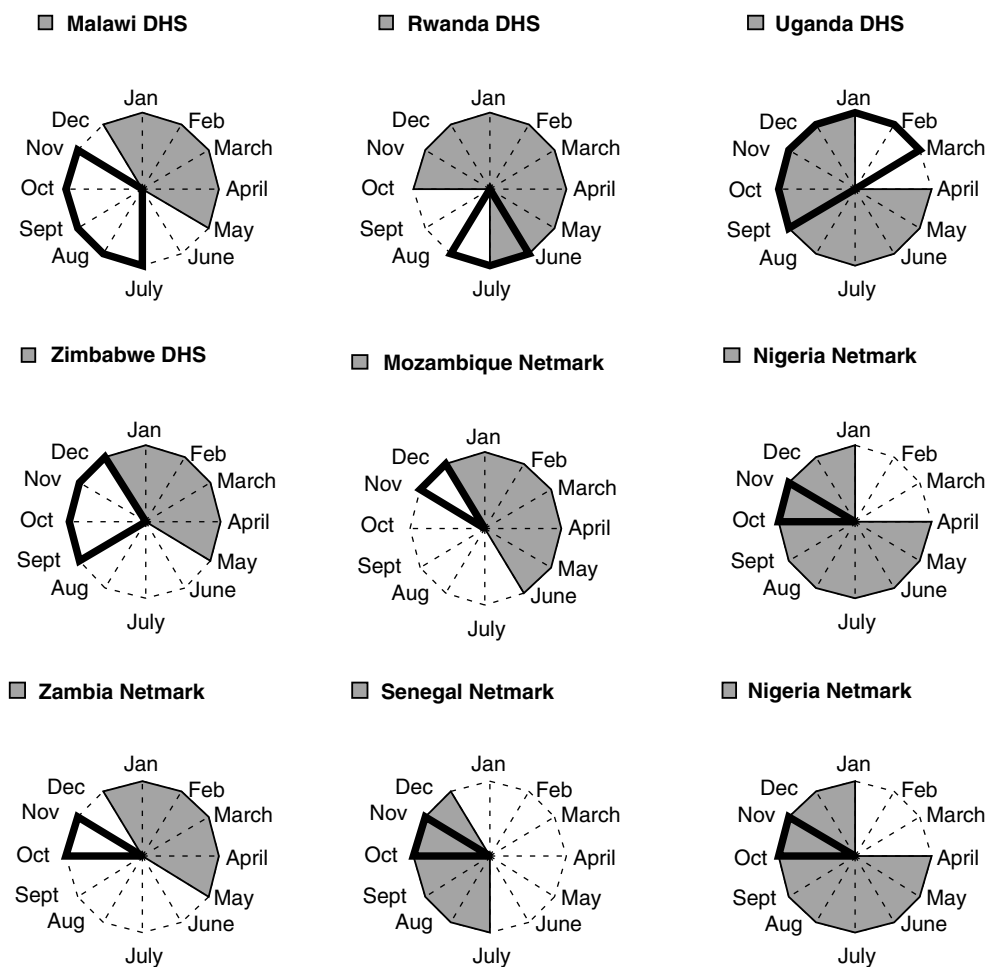 Malawi DHS
Jan
Feb
March
April
May
June
July
Aug
Sept
Oct
Nov
Dec
Rwanda DHS
Jan
Feb
March
April
May
June
July
Aug
Sept
Oct
Nov
Dec
Uganda DHS
Jan
Feb
March
April
May
June
July
Aug
Sept
Oct
Nov
Dec
Zimbabwe DHS
Jan
Feb
March
April
May
June
July
Aug
Sept
Oct
Nov
Dec
Mozambique Netmark
Jan
Feb
March
April
May
June
July
Aug
Sept
Oct
Nov
Dec
Nigeria Netmark
Jan
Feb
March
April
May
June
July
Aug
Sept
Oct
Nov
Dec
Zambia Netmark
Jan
Feb
March
April
May
June
July
Aug
Sept
Oct
Nov
Dec
Senegal Netmark
Jan
Feb
March
April
May
June
July
Aug
Sept
Oct
Nov
Dec
Nigeria Netmark
Jan
Feb
March
April
May
June
July
Aug
Sept
Oct
Nov
Dec